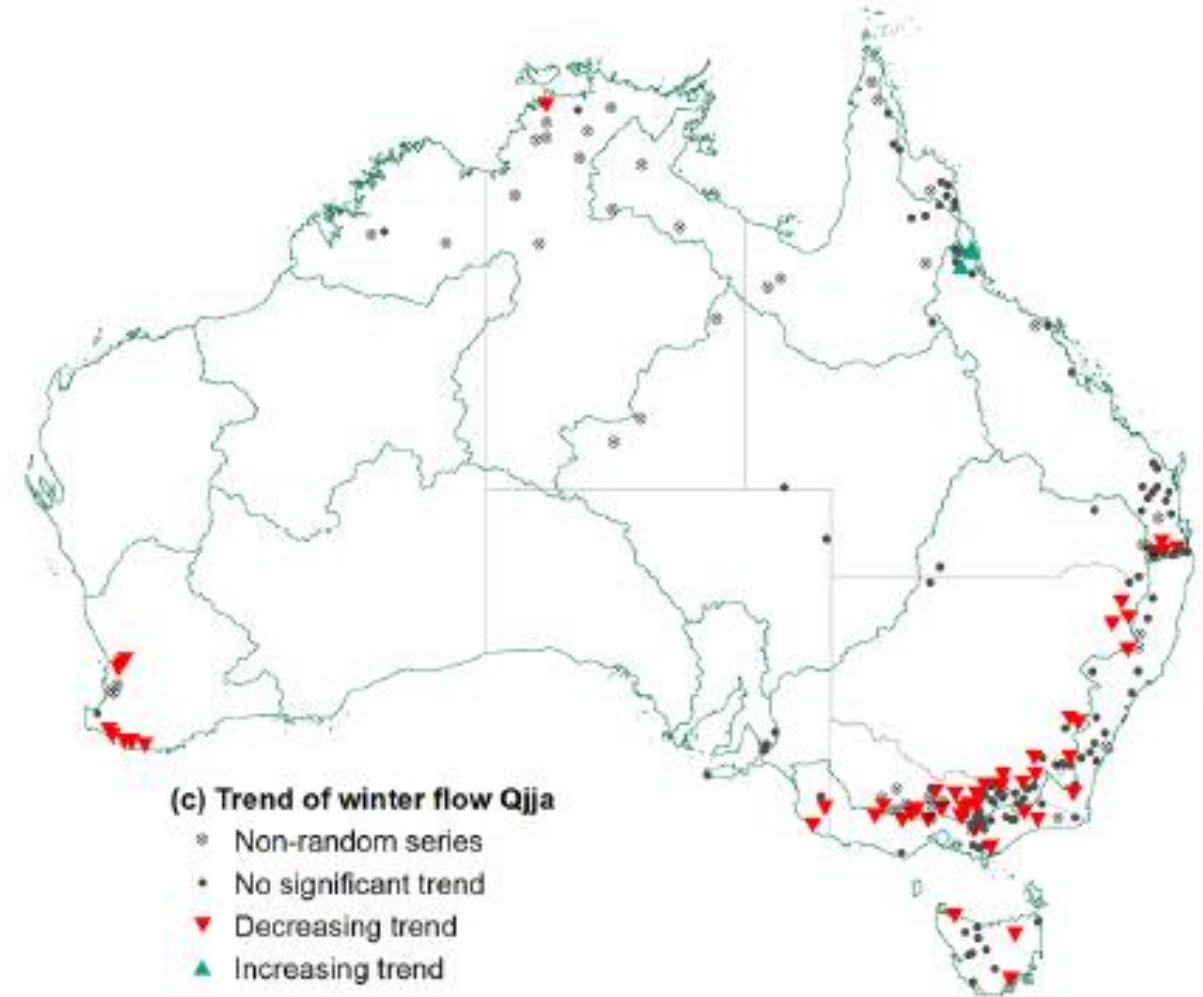 (c) Trend of winter flow Qjja
Non-random series
No significant trend
Decreasing trend
Increasing trend